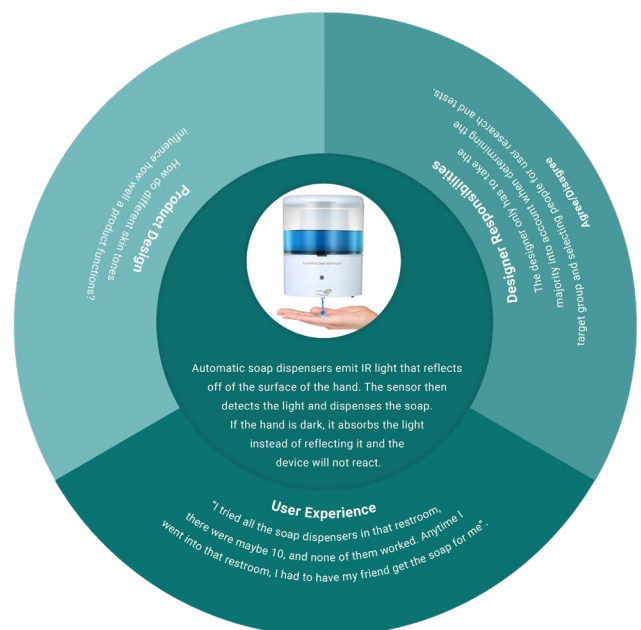 Product Design
How do different skin tones
influence how well a product functions?
Designer Responsibilities
The designer only has to take the
majority into account when determining the
target group and selecting people for user research and tests.
Agree/Disagree
Automatic soap dispensers emit IR light that reflects
off of the surface of the hand. The sensor then
detects the light and dispenses the soap.
If the hand is dark, it absorbs the light
instead of reflecting it and the
device will not react.
User Experience
"I tried all the soap dispensers in that restroom,
there were maybe 10, and none of them worked. Anytime I
went into that restroom, I had to have my friend get the soap for me".